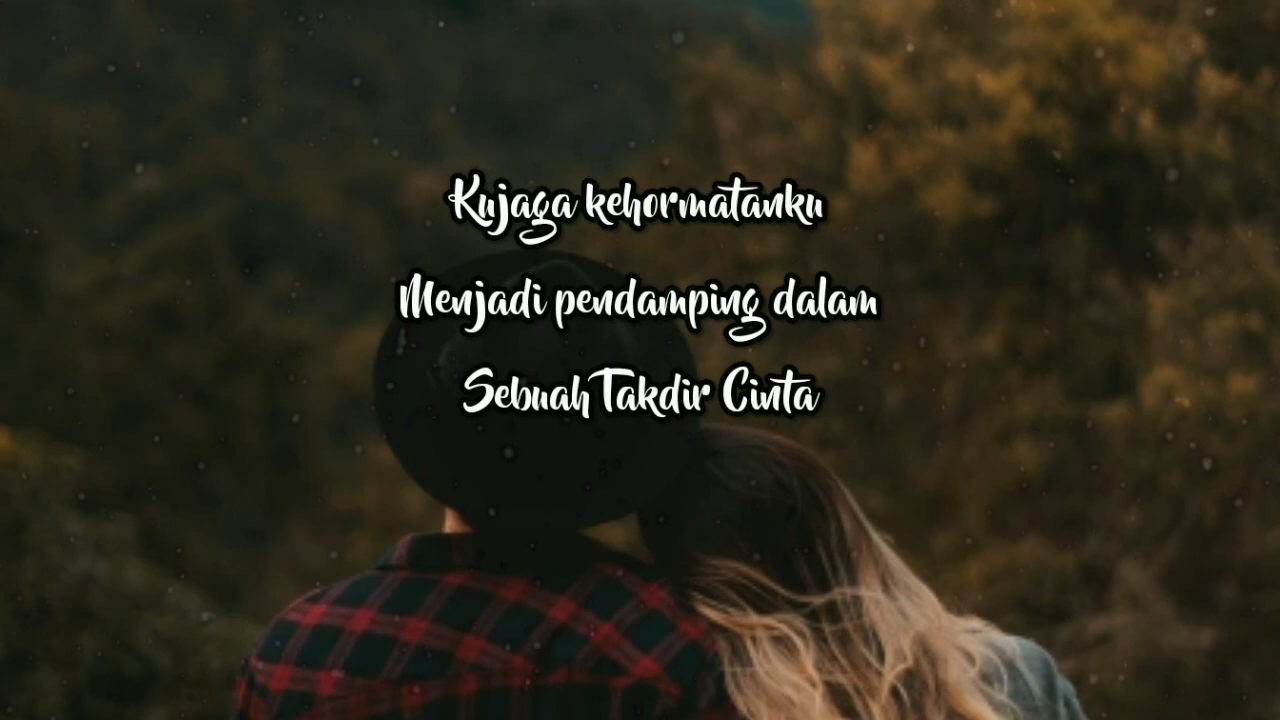 Kujaga kehormatanku
Menjadi pendamping dalam
Sebuah Takdir Cinta